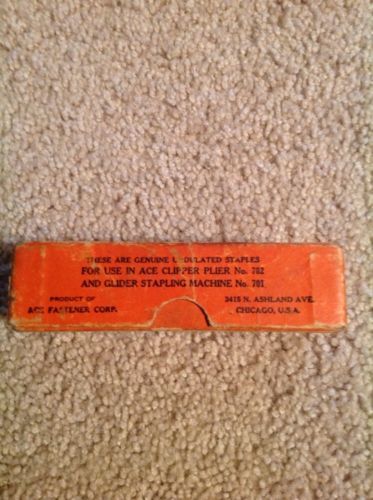 THESE ARE GENUINE UNDULATED STAPLES
FOR USE IN ACE CLIPPER PLIER No. 702
AND GLIDER STAPLING MACHINE No. 701
PRODUCT OF
ACE FASTENER CORP.
3415 N. ASHLAND AVE.
CHICAGO, U.S.A.